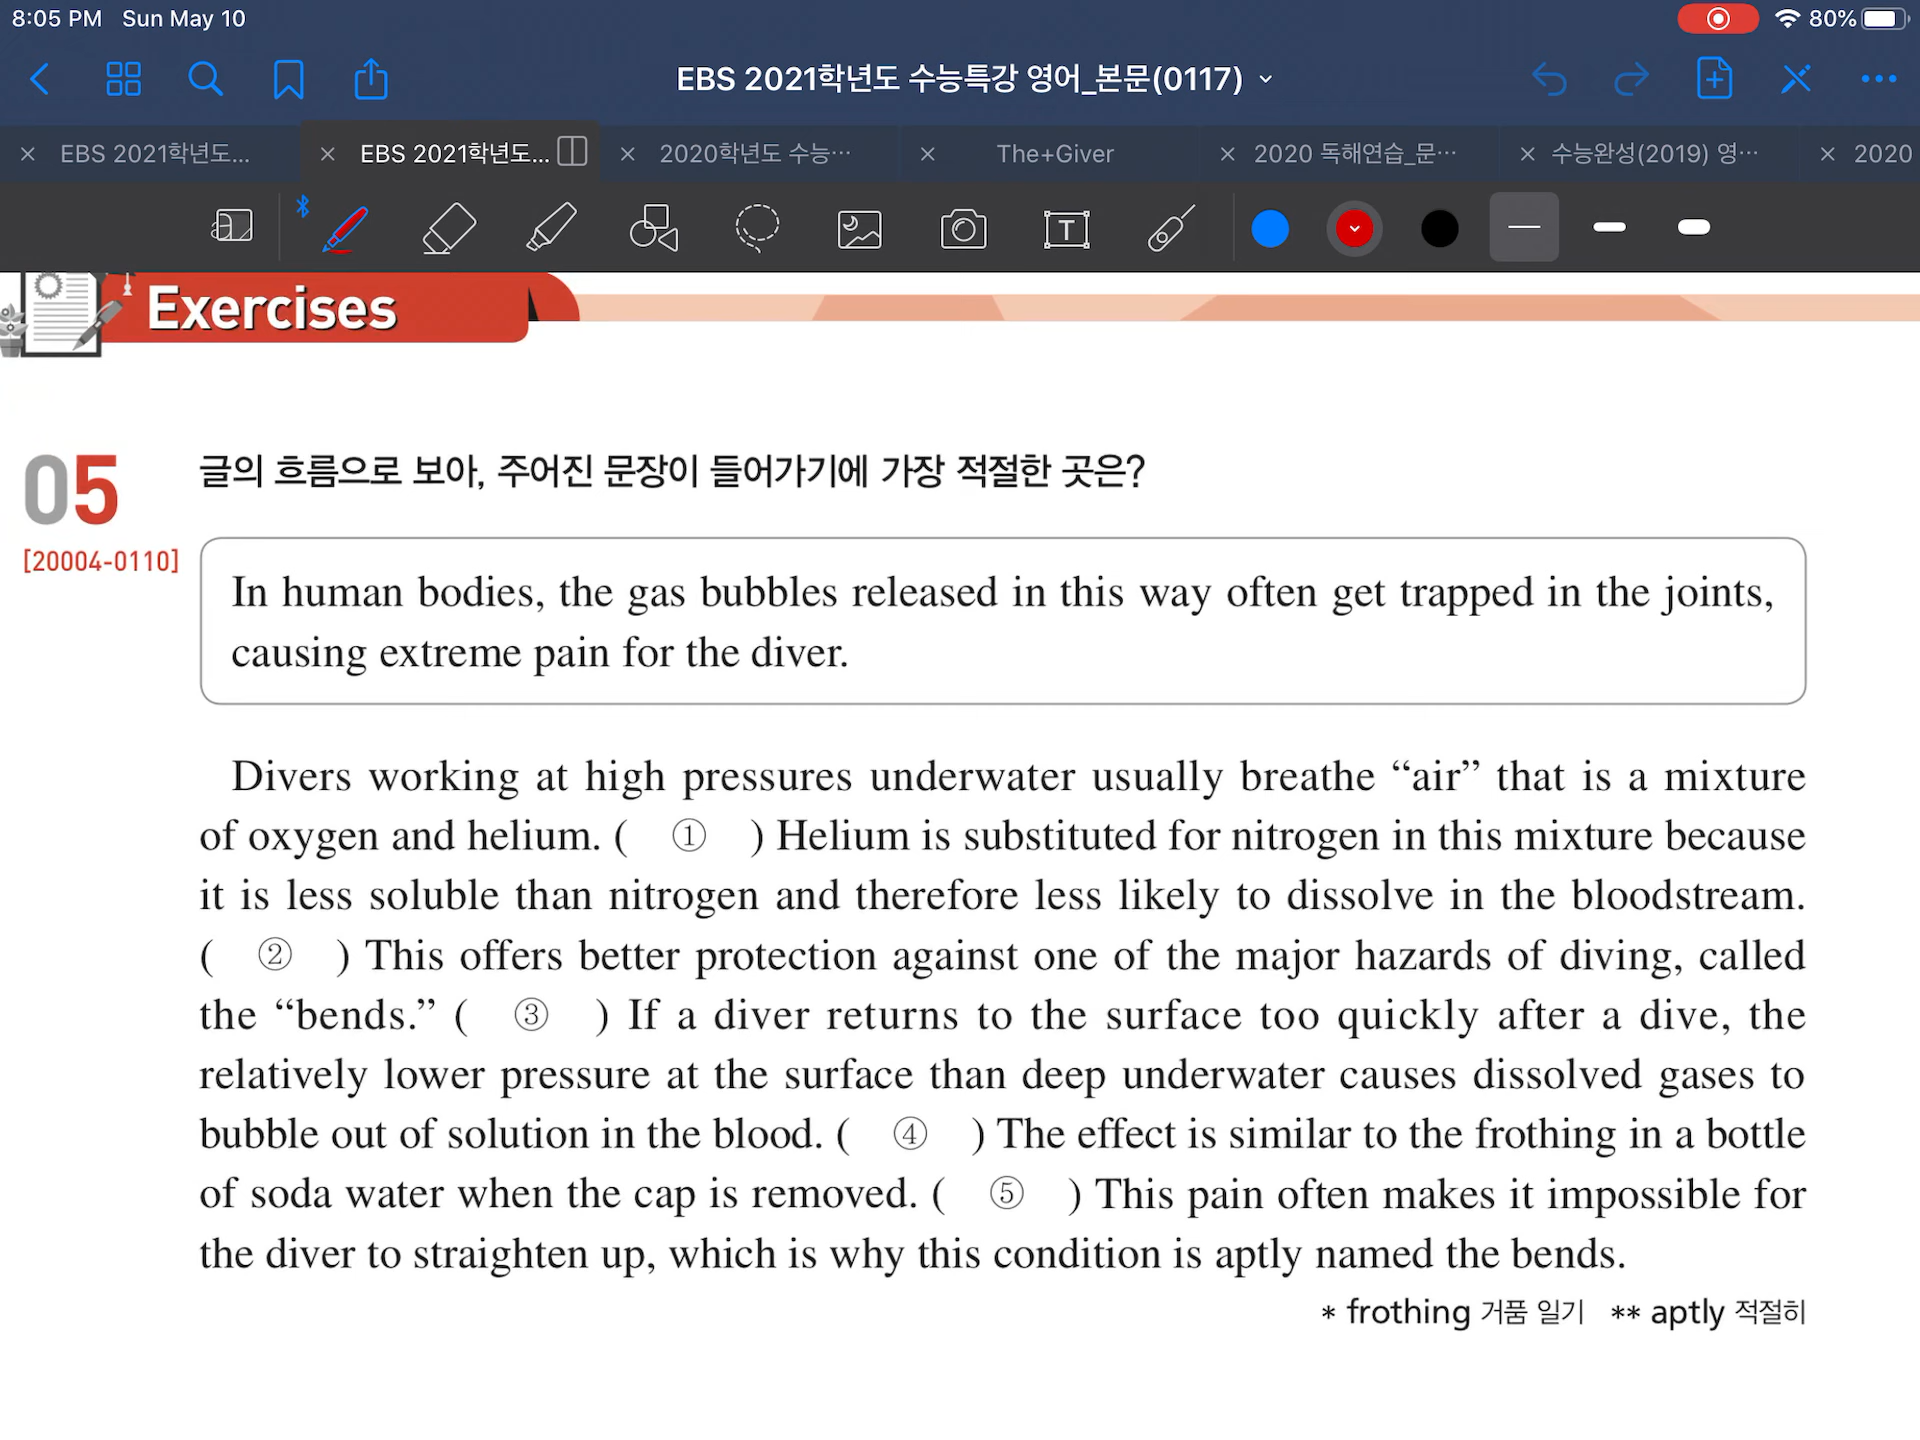 8:05 PM Sun May 10
80%
EBS 2021학년도 수능특강 영어_본문(0117)
EBS 2021학년도...
EBS 2021학년도...
2020학년도 수능…
The+Giver
2020 독해연습_문…
수능완성(2019) 영…
2020
T
Exercises
05
[20004-0110]
글의 흐름으로 보아, 주어진 문장이 들어가기에 가장 적절한 곳은?
In human bodies, the gas bubbles released in this way often get trapped in the joints,
causing extreme pain for the diver.
Divers working at high pressures underwater usually breathe “air” that is a mixture
of oxygen and helium. ( ① ) Helium is substituted for nitrogen in this mixture because
it is less soluble than nitrogen and therefore less likely to dissolve in the bloodstream.
( ② ) This offers better protection against one of the major hazards of diving, called
the “bends.” ( ③ ) If a diver returns to the surface too quickly after a dive, the
relatively lower pressure at the surface than deep underwater causes dissolved gases to
bubble out of solution in the blood. ( ④ ) The effect is similar to the frothing in a bottle
of soda water when the cap is removed. ( ⑤ ) This pain often makes it impossible for
the diver to straighten up, which is why this condition is aptly named the bends.
* frothing 거품 일기 ** aptly 적절히